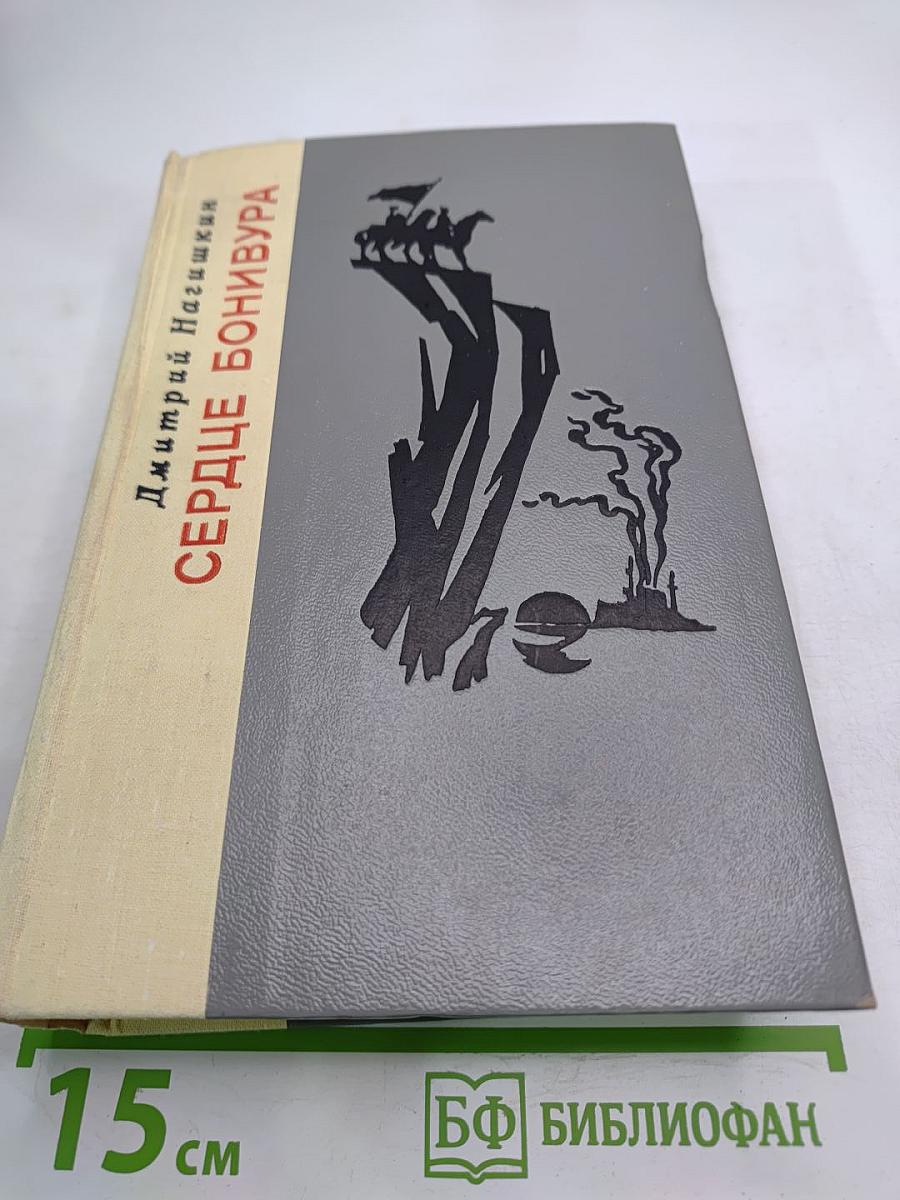 Дмитрий Нагишкин
СЕРДЦЕ БОНИВУРА
15 см
БФ БИБЛИОФАН